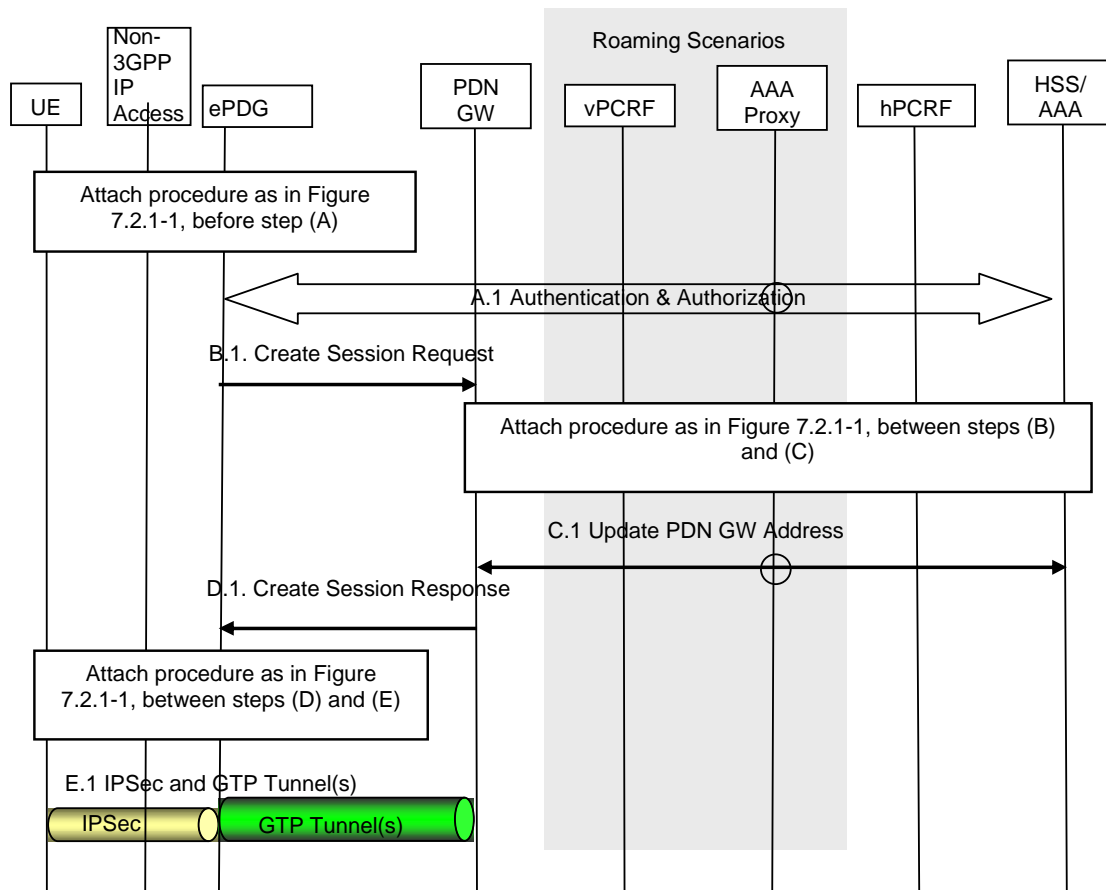 Roaming Scenarios
Non-
3GPP
IP
Access
UE
ePDG
PDN
GW
vPCRF
AAA
Proxy
hPCRF
HSS/
AAA
Attach procedure as in Figure
7.2.1-1, before step (A)
A.1 Authentication & Authorization
B.1. Create Session Request
Attach procedure as in Figure 7.2.1-1, between steps (B)
and (C)
C.1 Update PDN GW Address
D.1. Create Session Response
Attach procedure as in Figure
7.2.1-1, between steps (D) and (E)
E.1 IPSec and GTP Tunnel(s)
IPSec
GTP Tunnel(s)